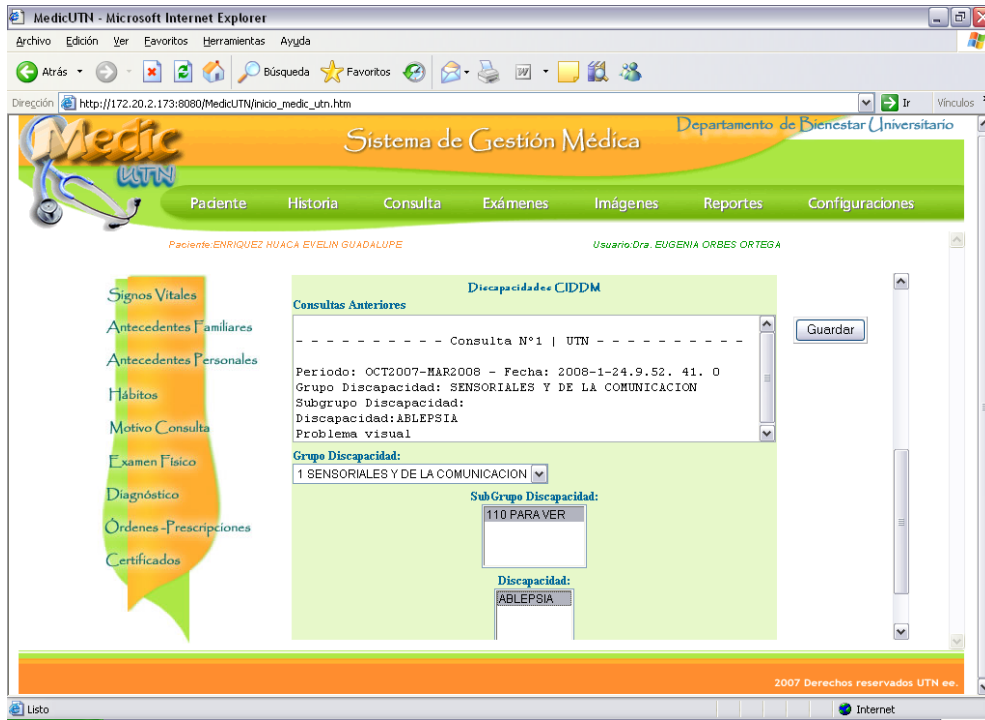 MedicUTN - Microsoft Internet Explorer
Archivo Edición Ver Favoritos Herramientas Ayuda
Atrás Búsqueda Favoritos
Dirección http://172.20.2.173:8080/MedicUTN/inicio_medic_utn.htm Ir Vínculos
Medic
UTN
Sistema de Gestión Médica
Departamento de Bienestar Universitario
Paciente Historia Consulta Exámenes Imágenes Reportes Configuraciones
Paciente:ENRIQUEZ HUACA EVELIN GUADALUPE Usuario:Dra. EUGENIA ORBES ORTEGA
Signos Vitales
Antecedentes Familiares
Antecedentes Personales
Hábitos
Motivo Consulta
Examen Físico
Diagnóstico
Órdenes -Prescripciones
Certificados
Discapacidades CIDDM
Consultas Anteriores
- - - - - - - - - - Consulta Nº1 | UTN - - - - - - - - - -
Periodo: OCT2007-MAR2008 - Fecha: 2008-1-24.9.52. 41. 0
Grupo Discapacidad: SENSORIALES Y DE LA COMUNICACION
Subgrupo Discapacidad:
Discapacidad:ABLEPSIA
Problema visual
Guardar
Grupo Discapacidad:
1 SENSORIALES Y DE LA COMUNICACION
SubGrupo Discapacidad:
110 PARA VER
Discapacidad:
ABLEPSIA
2007 Derechos reservados UTN ee.
Listo Internet